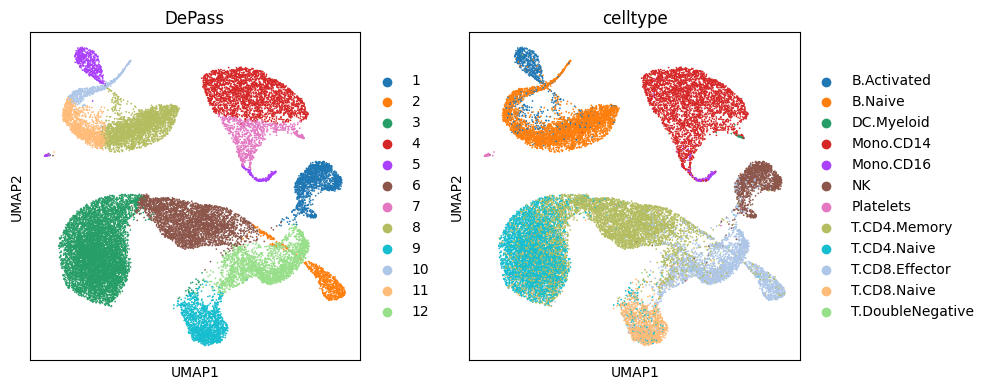 DePass
UMAP2
UMAP1
1
2
3
4
5
6
7
8
9
10
11
12
celltype
UMAP2
UMAP1
B.Activated
B.Naive
DC.Myeloid
Mono.CD14
Mono.CD16
NK
Platelets
T.CD4.Memory
T.CD4.Naive
T.CD8.Effector
T.CD8.Naive
T.DoubleNegative